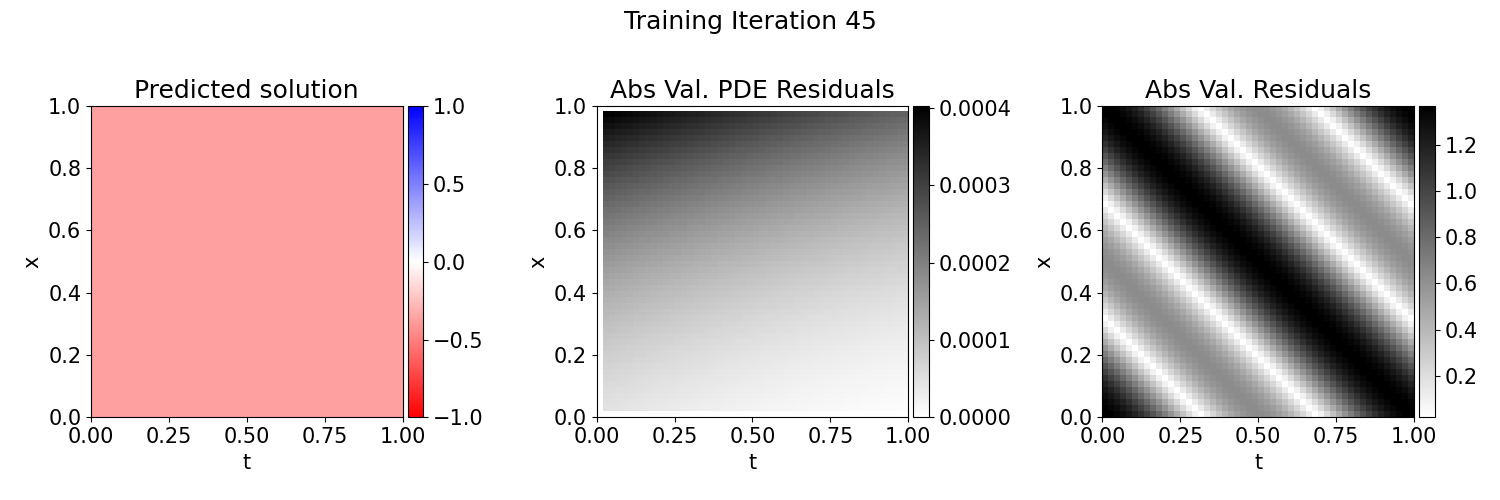 Training Iteration 45
Predicted solution
1.0
0.8
0.6
0.4
0.2
0.0
x
0.00 0.25 0.50 0.75 1.00
t
1.0
0.5
0.0
−0.5
−1.0
Abs Val. PDE Residuals
1.0
0.8
0.6
0.4
0.2
0.0
x
0.00 0.25 0.50 0.75 1.00
t
0.0004
0.0003
0.0002
0.0001
0.0000
Abs Val. Residuals
1.0
0.8
0.6
0.4
0.2
0.0
x
0.00 0.25 0.50 0.75 1.00
t
1.2
1.0
0.8
0.6
0.4
0.2